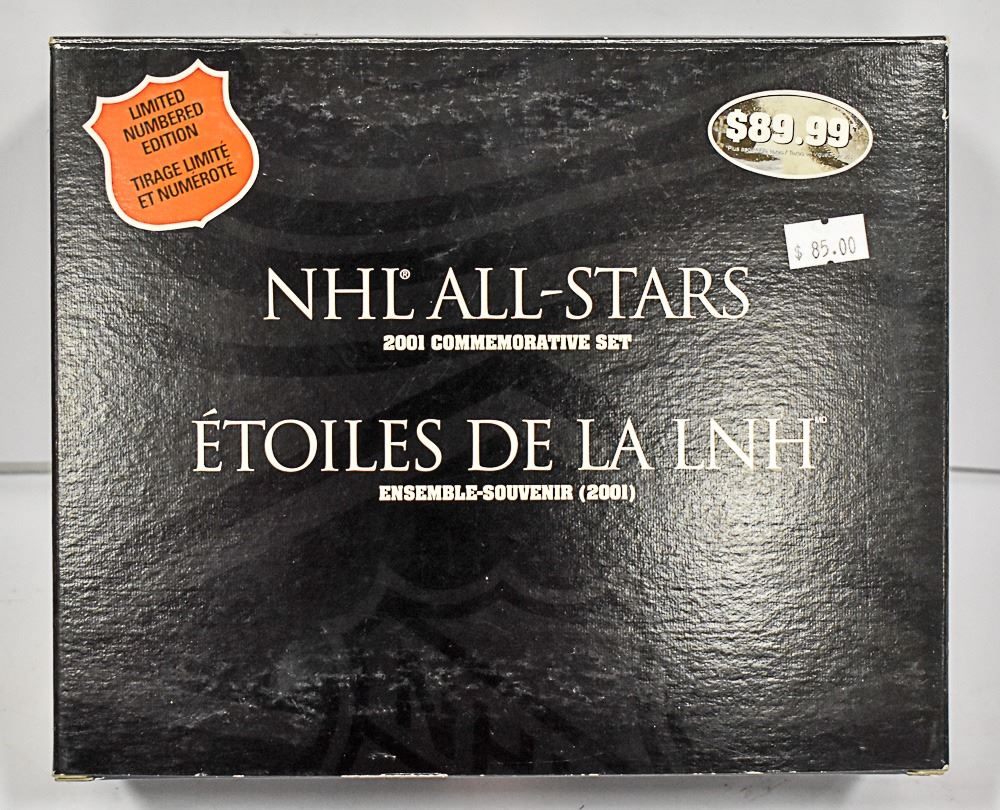 LIMITED
NUMBERED
EDITION
TIRAGE LIMITÉ
ET NUMEROTÉ
$89.99*
$ 85.00
NHL® ALL-STARS
2001 COMMEMORATIVE SET
ÉTOILES DE LA LNH
ENSEMBLE-SOUVENIR (2001)